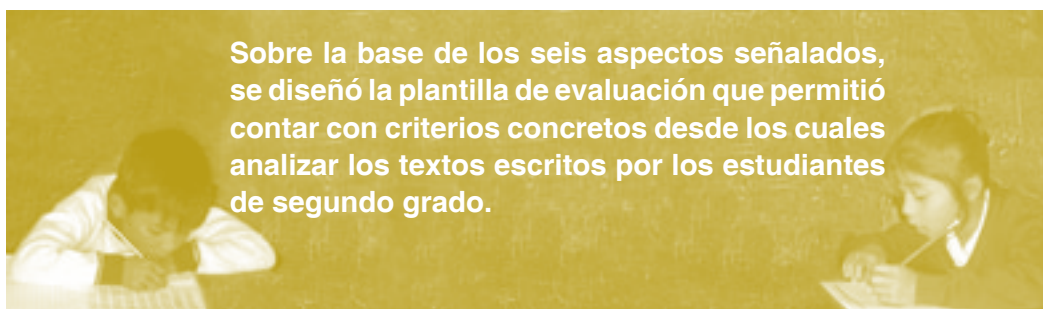 Sobre la base de los seis aspectos señalados,
se diseñó la plantilla de evaluación que permitió
contar con criterios concretos desde los cuales
analizar los textos escritos por los estudiantes
de segundo grado.